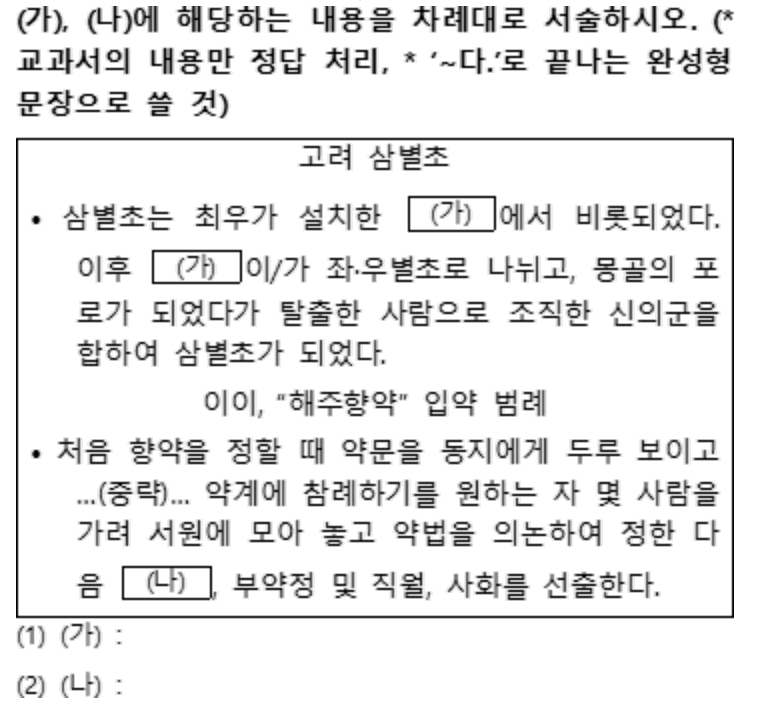 (가), (나)에 해당하는 내용을 차례대로 서술하시오. (*
교과서의 내용만 정답 처리, * ‘~다.’로 끝나는 완성형
문장으로 쓸 것)
고려 삼별초
• 삼별초는 최우가 설치한 (가) 에서 비롯되었다.
이후 (가) 이/가 좌·우별초로 나뉘고, 몽골의 포
로가 되었다가 탈출한 사람으로 조직한 신의군을
합하여 삼별초가 되었다.
이이, “해주향약” 입약 범례
• 처음 향약을 정할 때 약문을 동지에게 두루 보이고
...(중략)... 약계에 참례하기를 원하는 자 몇 사람을
가려 서원에 모아 놓고 약법을 의논하여 정한 다
음 (나) , 부약정 및 직월, 사화를 선출한다.
(1) (가) :
(2) (나) :